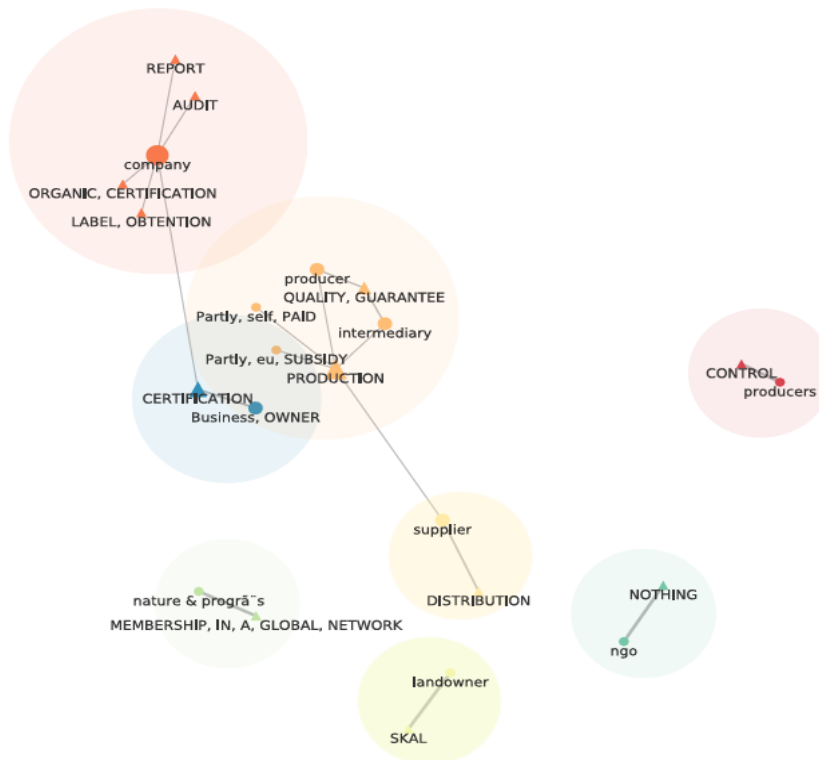 REPORT
AUDIT
company
ORGANIC, CERTIFICATION
LABEL, OBTENTION
producer
QUALITY, GUARANTEE
Partly, self, PAID
intermediary
Partly, eu, SUBSIDY
PRODUCTION
CONTROL
producers
CERTIFICATION
Business, OWNER
supplier
DISTRIBUTION
NOTHING
nature & progrã¨s
MEMBERSHIP, IN, A, GLOBAL, NETWORK
ngo
landowner
SKAL